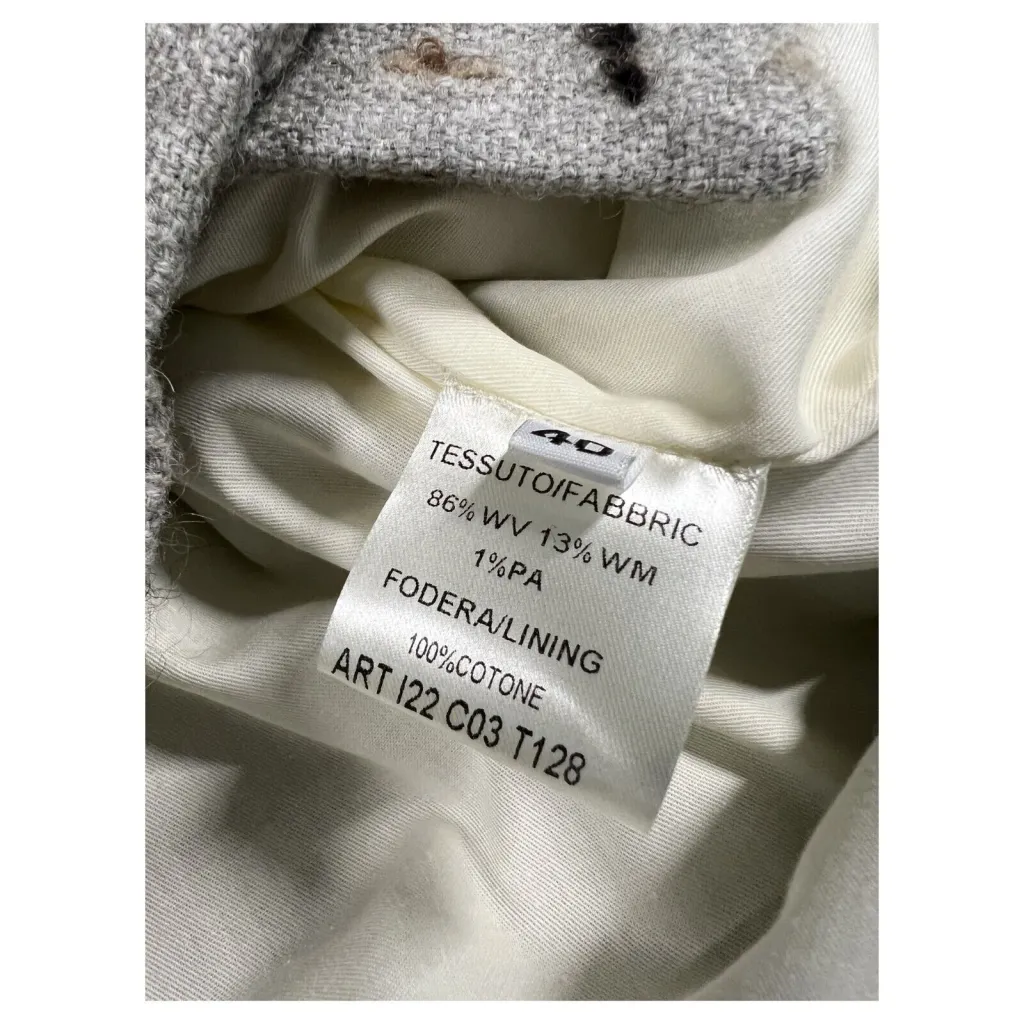 40
TESSUTO/FABBRIC
86% WV 13% WM
1%PA
FODERA/LINING
100%COTONE
ART I22 C03 T128